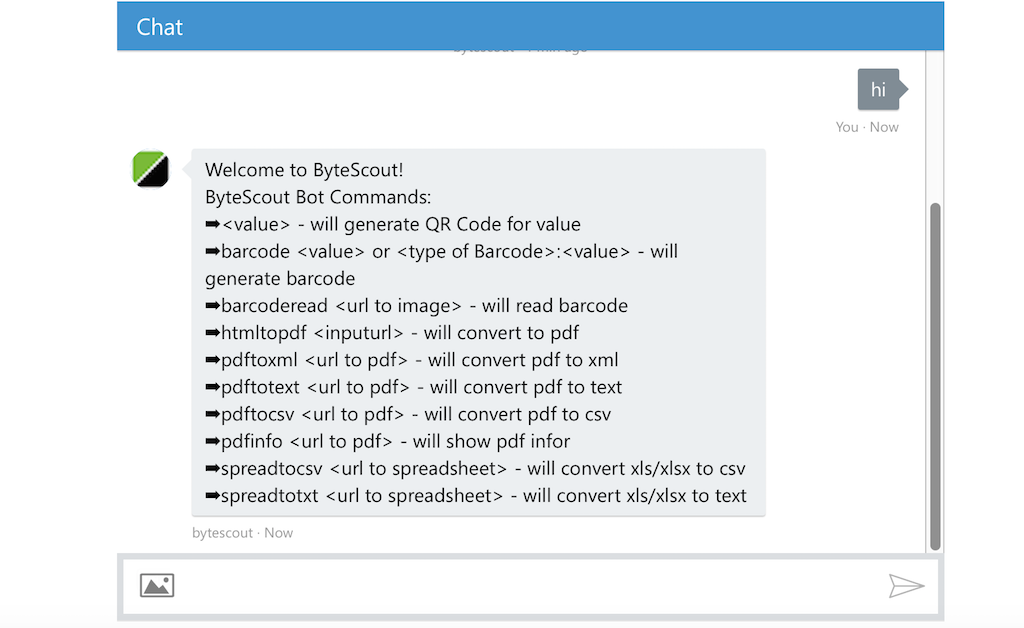 Chat
hi
You · Now
Welcome to ByteScout!
ByteScout Bot Commands:
➡<value> - will generate QR Code for value
➡barcode <value> or <type of Barcode>:<value> - will
generate barcode
➡barcoderead <url to image> - will read barcode
➡htmltopdf <inputurl> - will convert to pdf
➡pdftoxml <url to pdf> - will convert pdf to xml
➡pdftotext <url to pdf> - will convert pdf to text
➡pdftocsv <url to pdf> - will convert pdf to csv
➡pdfinfo <url to pdf> - will show pdf infor
➡spreadtocsv <url to spreadsheet> - will convert xls/xlsx to csv
➡spreadtotxt <url to spreadsheet> - will convert xls/xlsx to text
bytescout · Now